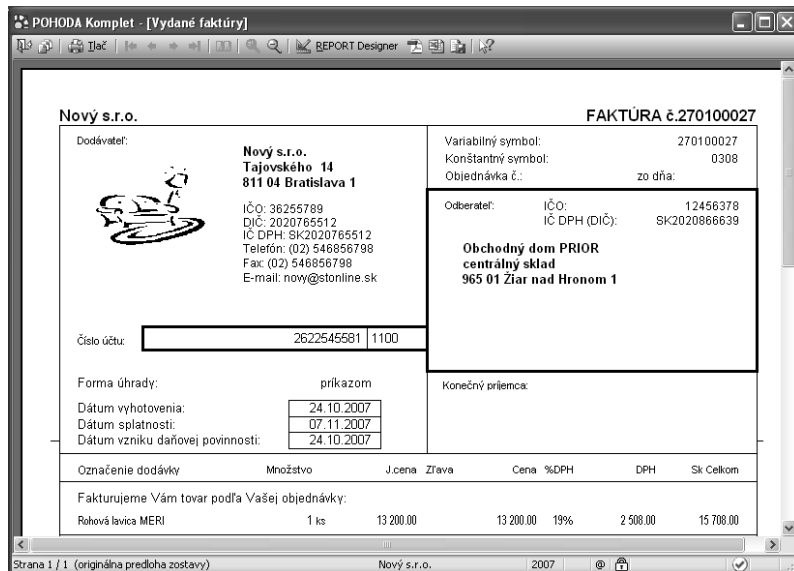 POHODA Komplet - [Vydané faktúry]
Tlač REPORT Designer
Nový s.r.o. FAKTÚRA č.270100027
Dodávateľ:
Nový s.r.o.
Tajovského 14
811 04 Bratislava 1
IČO: 36255789
DIČ: 2020765512
IČ DPH: SK2020765512
Telefón: (02) 546856798
Fax: (02) 546856798
E-mail: novy@stonline.sk
Variabilný symbol: 270100027
Konštantný symbol: 0308
Objednávka č.: zo dňa:
Odberateľ: IČO: 12456378
IČ DPH (DIČ): SK2020866639
Obchodný dom PRIOR
centrálný sklad
965 01 Žiar nad Hronom 1
Číslo účtu: 2622545581 1100
Forma úhrady: príkazom
Konečný príjemca:
Dátum vyhotovenia: 24.10.2007
Dátum splatnosti: 07.11.2007
Dátum vzniku daňovej povinnosti: 24.10.2007
Označenie dodávky Množstvo J.cena Zľava Cena %DPH DPH Sk Celkom
Fakturujeme Vám tovar podľa Vašej objednávky:
Rohová lavica MERI 1 ks 13 200.00 13 200.00 19% 2 508.00 15 708.00
Strana 1 / 1 (originálna predloha zostavy) Nový s.r.o. 2007 @